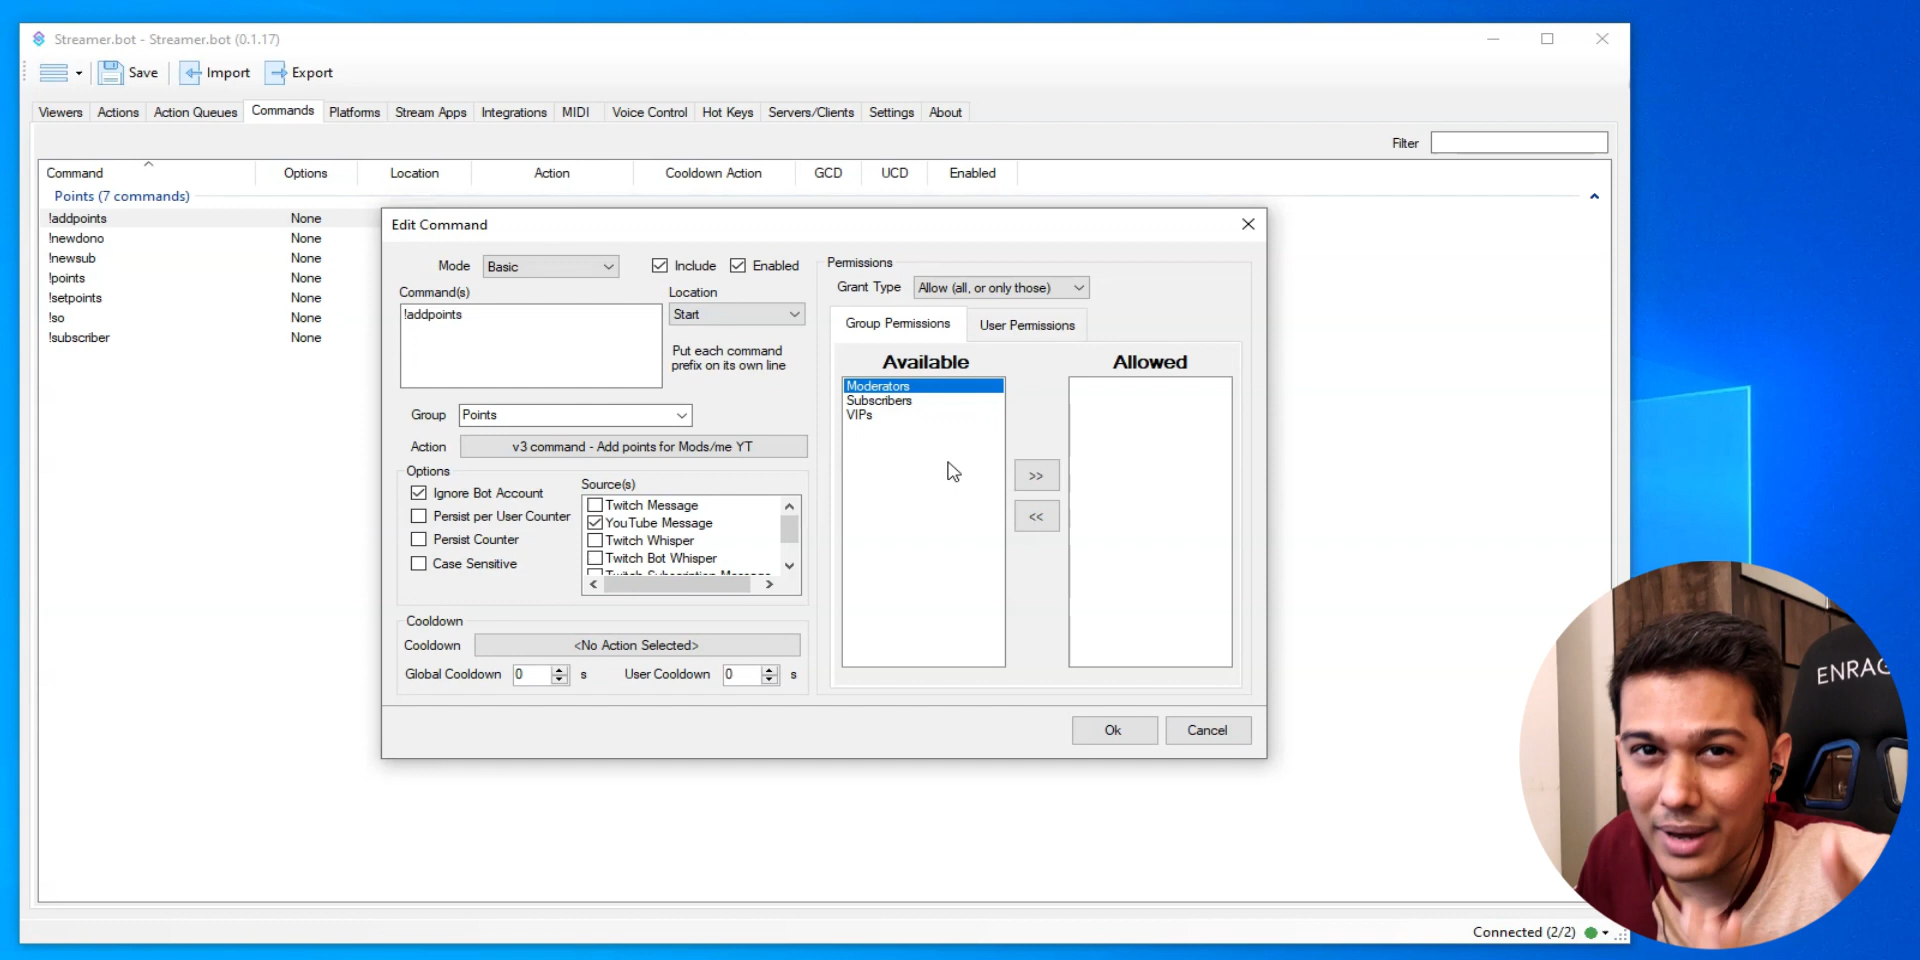 Streamer.bot - Streamer.bot (0.1.17)
Save Import Export
Viewers Actions Action Queues Commands Platforms Stream Apps Integrations MIDI Voice Control Hot Keys Servers/Clients Settings About
Filter
Command Options Location Action Cooldown Action GCD UCD Enabled
Points (7 commands)
!addpoints None
!newdono None
!newsub None
!points None
!setpoints None
!so None
!subscriber None
Edit Command
Mode Basic Include Enabled
Command(s) Location
!addpoints Start
Put each command
prefix on its own line
Group Points
Action v3 command - Add points for Mods/me YT
Options
Ignore Bot Account
Persist per User Counter
Persist Counter
Case Sensitive
Source(s)
Twitch Message
YouTube Message
Twitch Whisper
Twitch Bot Whisper
Twitch Subscription Message
Cooldown
Cooldown <No Action Selected>
Global Cooldown 0 s User Cooldown 0 s
Permissions
Grant Type Allow (all, or only those)
Group Permissions User Permissions
Available Allowed
Moderators
Subscribers
VIPs
>>
<<
Ok Cancel
Connected (2/2)